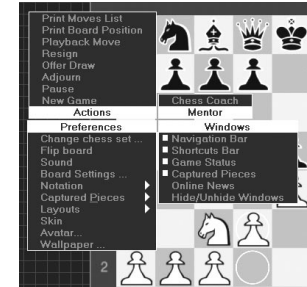 Print Moves List
Print Board Position
Playback Move
Resign
Offer Draw
Adjourn
Pause
New Game
Chess Coach
Actions
Mentor
Preferences
Windows
Change chess set ...
Navigation Bar
Flip board
Shortcuts Bar
Sound
Game Status
Board Settings ...
Captured Pieces
Notation
Online News
Captured Pieces
Hide/Unhide Windows
Layouts
Skin
Avatar...
Wallpaper ...
2